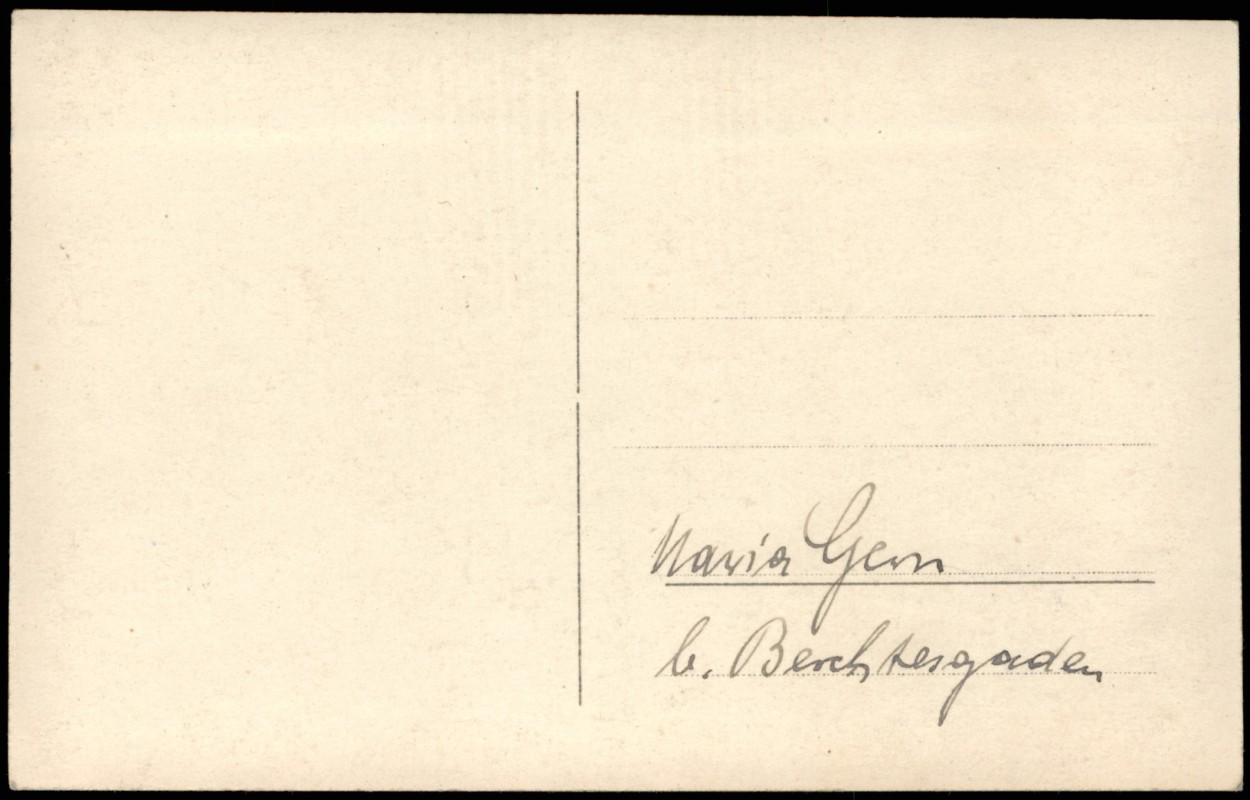 Maria Gern
b. Berchtesgaden